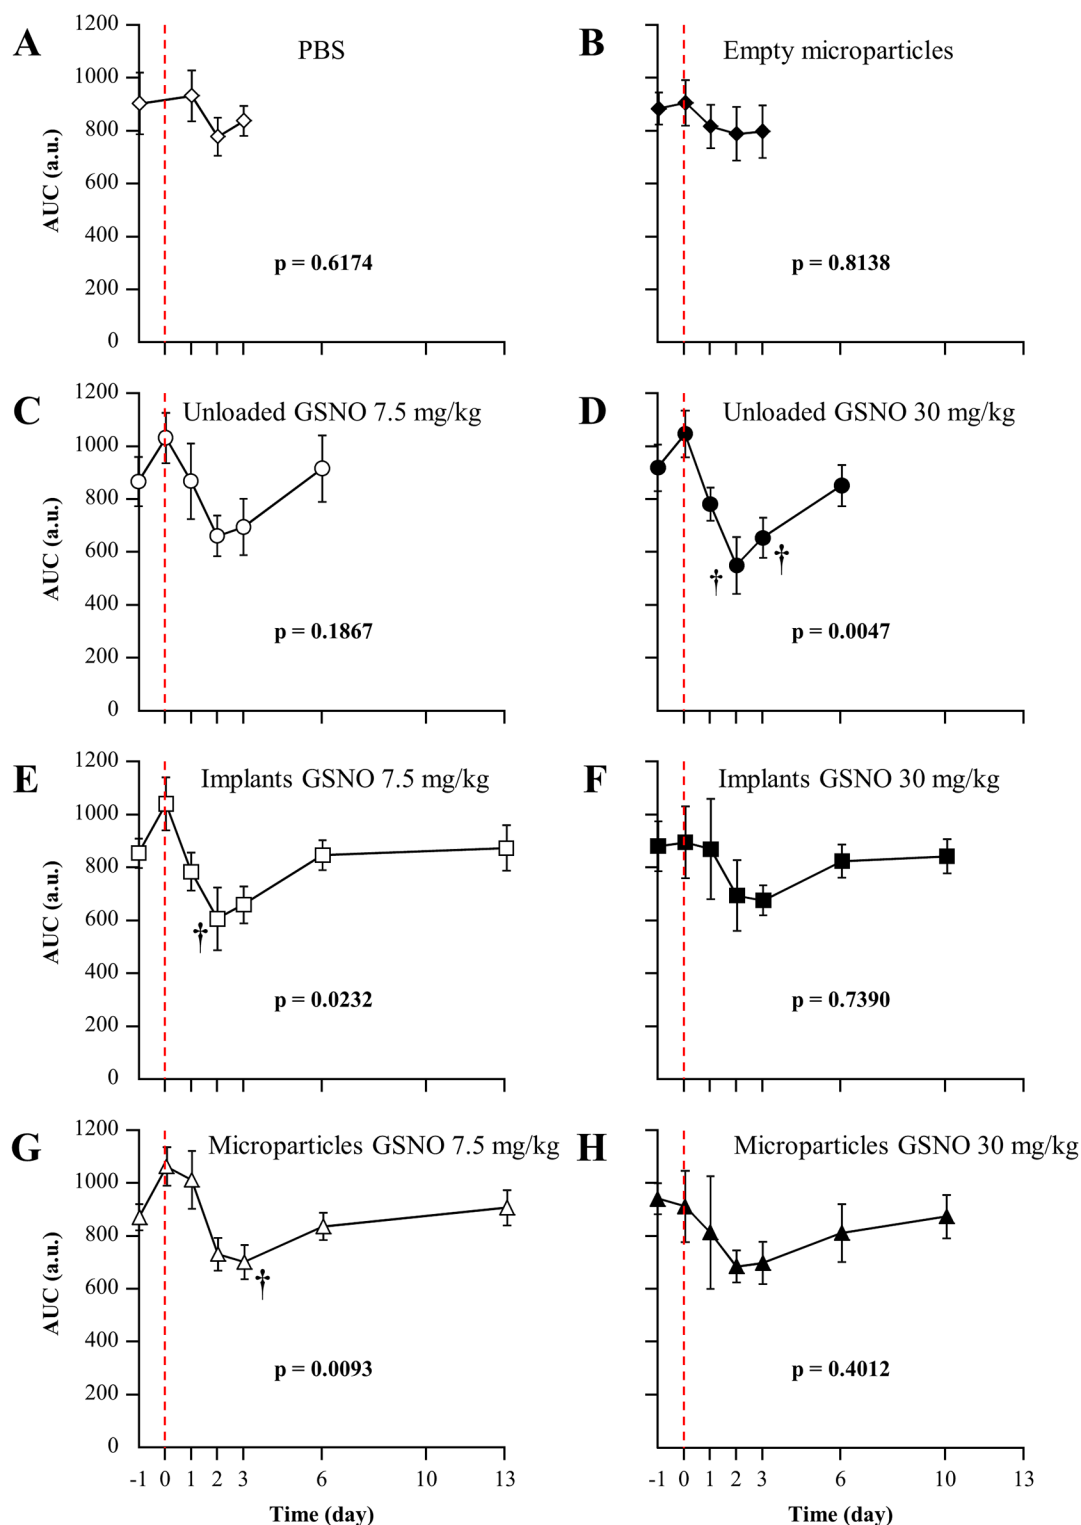 A
PBS
1200
1000
800
600
400
200
0
AUC (a.u.)
p = 0.6174
B
Empty microparticles
p = 0.8138
C
Unloaded GSNO 7.5 mg/kg
1200
1000
800
600
400
200
0
AUC (a.u.)
p = 0.1867
D
Unloaded GSNO 30 mg/kg
†
†
p = 0.0047
E
Implants GSNO 7.5 mg/kg
1200
1000
800
600
400
200
0
AUC (a.u.)
†
p = 0.0232
F
Implants GSNO 30 mg/kg
p = 0.7390
G
Microparticles GSNO 7.5 mg/kg
1200
1000
800
600
400
200
0
AUC (a.u.)
†
p = 0.0093
-1 0 1 2 3 6 10 13
Time (day)
H
Microparticles GSNO 30 mg/kg
p = 0.4012
-1 0 1 2 3 6 10 13
Time (day)